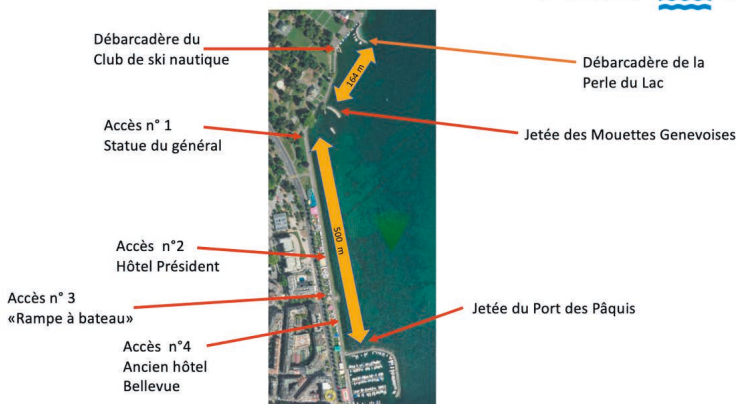 Débarcadère du
Club de ski nautique
Débarcadère de la
Perle du Lac
164 m
Accès n° 1
Statue du général
Jetée des Mouettes Genevoises
500 m
Accès n°2
Hôtel Président
Accès n° 3
«Rampe à bateau»
Jetée du Port des Pâquis
Accès n°4
Ancien hôtel
Bellevue